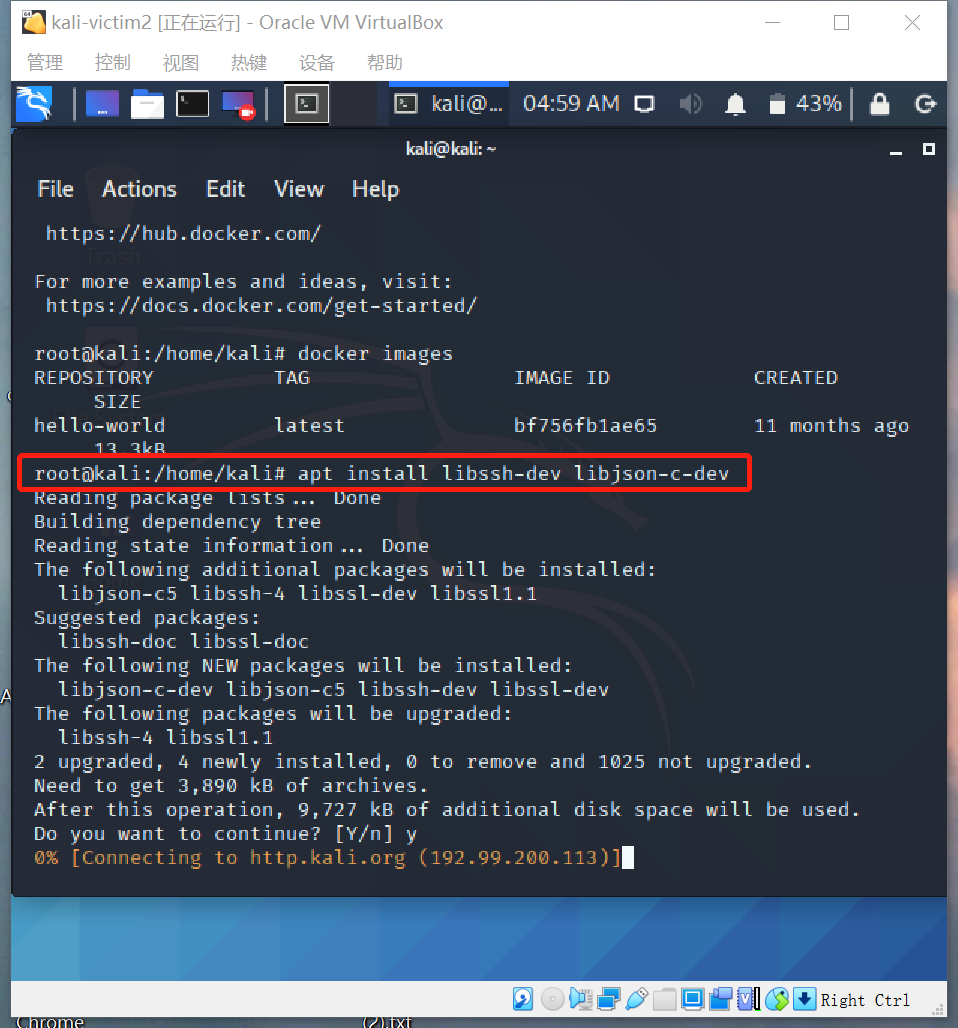 kali-victim2 [正在运行] - Oracle VM VirtualBox
管理 控制 视图 热键 设备 帮助
kali@... 04:59 AM 43%
kali@kali: ~
File Actions Edit View Help
https://hub.docker.com/
Trash
For more examples and ideas, visit:
https://docs.docker.com/get-started/
root@kali:/home/kali# docker images
REPOSITORY TAG IMAGE ID CREATED
SIZE
hello-world latest bf756fb1ae65 11 months ago
13.3kB
root@kali:/home/kali# apt install libssh-dev libjson-c-dev
Reading package lists... Done
Building dependency tree
Reading state information... Done
The following additional packages will be installed:
libjson-c5 libssh-4 libssl-dev libssl1.1
Suggested packages:
libssh-doc libssl-doc
The following NEW packages will be installed:
libjson-c-dev libjson-c5 libssh-dev libssl-dev
The following packages will be upgraded:
libssh-4 libssl1.1
2 upgraded, 4 newly installed, 0 to remove and 1025 not upgraded.
Need to get 3,890 kB of archives.
After this operation, 9,727 kB of additional disk space will be used.
Do you want to continue? [Y/n] y
0% [Connecting to http.kali.org (192.99.200.113)]
Right Ctrl
Chrome (2).txt